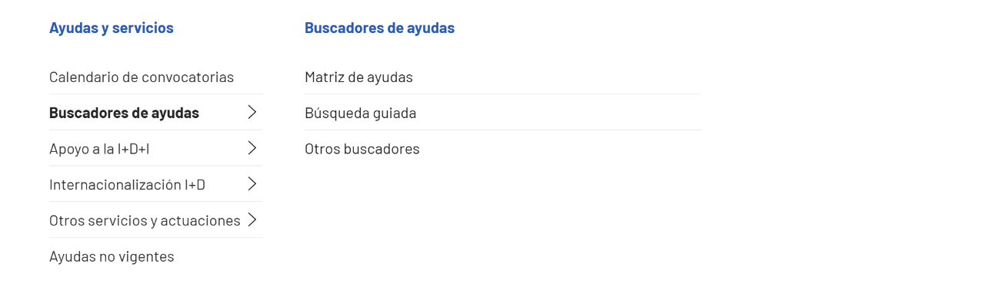 Ayudas y servicios
Calendario de convocatorias
Buscadores de ayudas
Apoyo a la I+D+I
Internacionalización I+D
Otros servicios y actuaciones
Ayudas no vigentes
Buscadores de ayudas
Matriz de ayudas
Búsqueda guiada
Otros buscadores